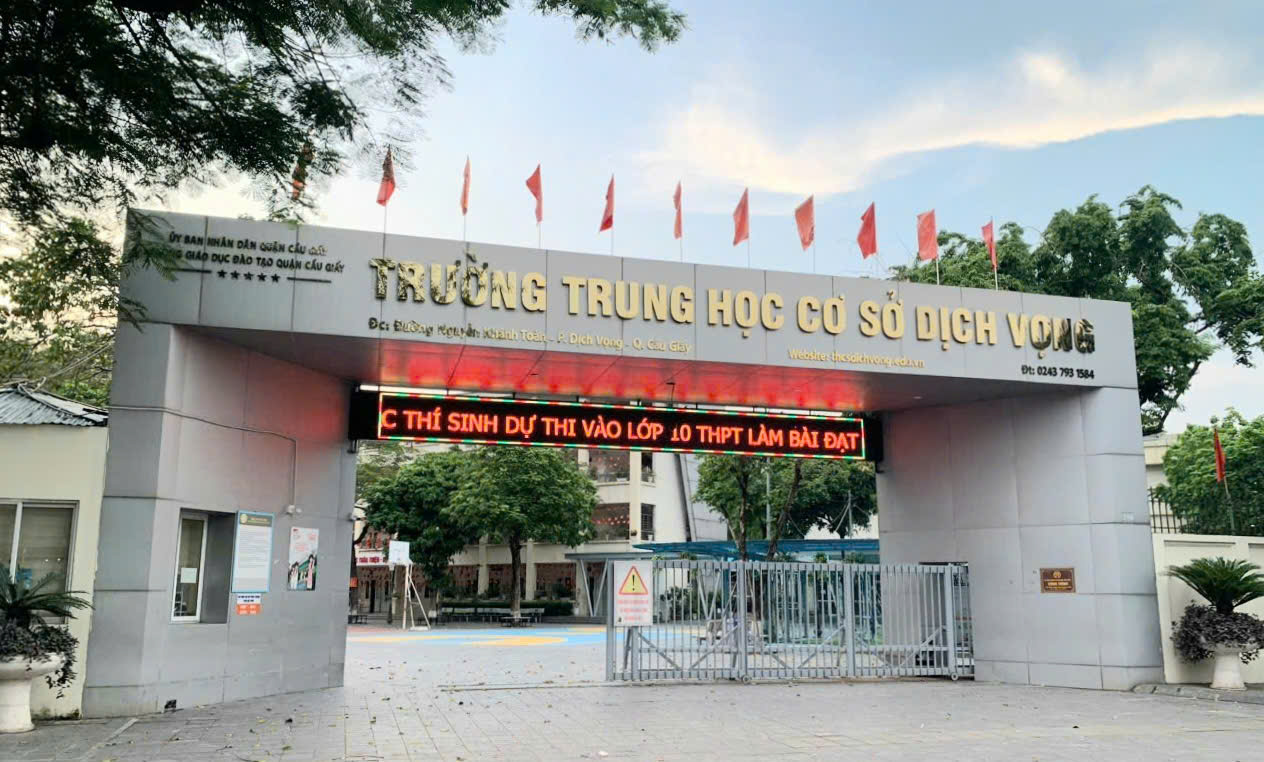 ỦY BAN NHÂN DÂN QUẬN CẦU GIẤY
GIÁO DỤC ĐÀO TẠO QUẬN CẦU GIẤY
TRƯỜNG TRUNG HỌC CƠ SỞ DỊCH VỌNG
Đc: Đường Nguyễn Khánh Toàn - P. Dịch Vọng - Q. Cầu Giấy
Website: thcsdichvong.edu.vn
Đt: 0243 793 1584
C THÍ SINH DỰ THI VÀO LỚP 10 THPT LÀM BÀI ĐẠT